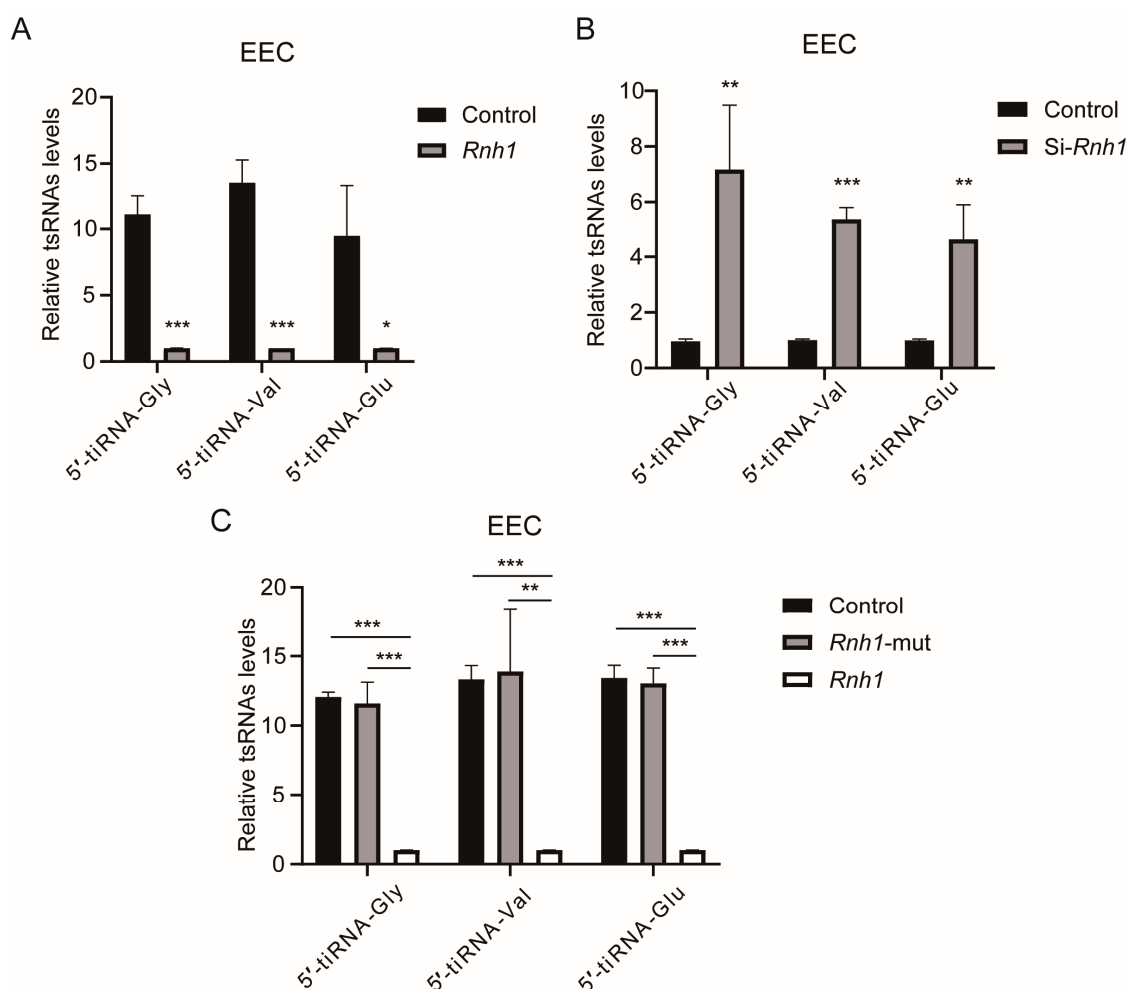 A
EEC
Relative tsRNAs levels
20
15
10
5
0
***
***
*
5′-tiRNA-Gly
5′-tiRNA-Val
5′-tiRNA-Glu
Control
Rnh1
B
EEC
Relative tsRNAs levels
10
8
6
4
2
0
**
***
**
5′-tiRNA-Gly
5′-tiRNA-Val
5′-tiRNA-Glu
Control
Si-Rnh1
C
EEC
Relative tsRNAs levels
20
15
10
5
0
***
***
***
**
***
***
5′-tiRNA-Gly
5′-tiRNA-Val
5′-tiRNA-Glu
Control
Rnh1-mut
Rnh1